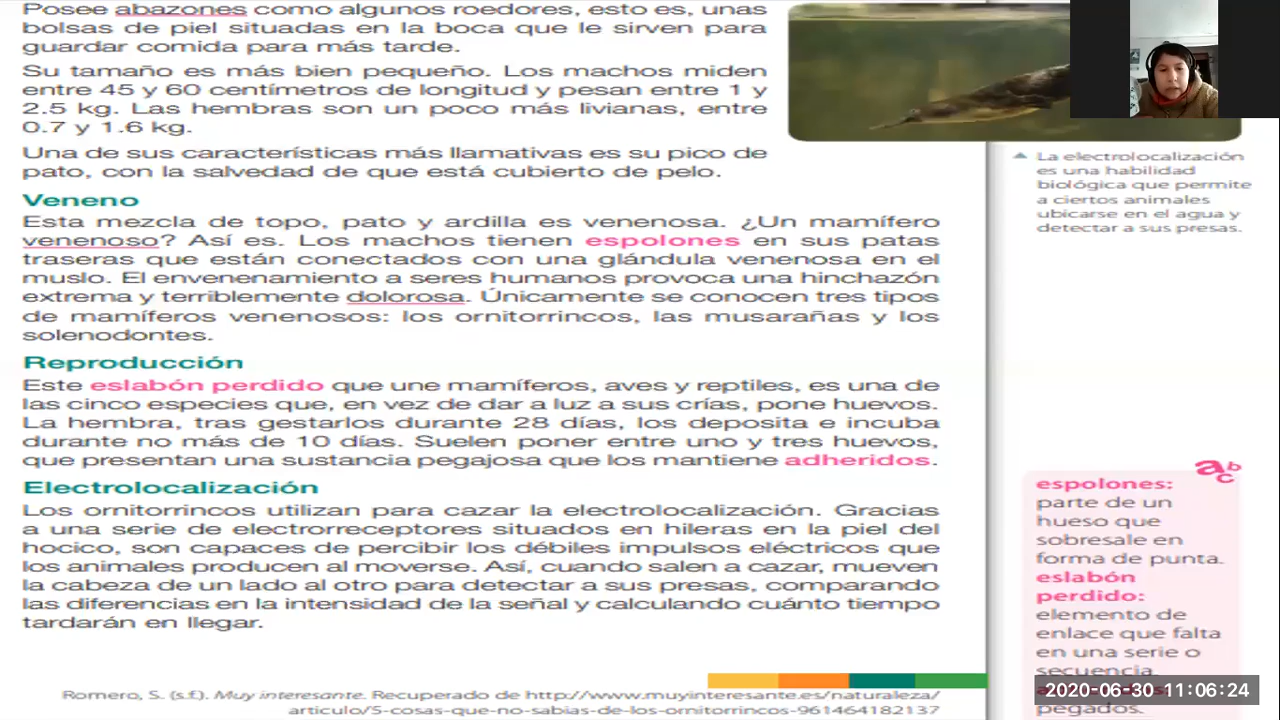 Posee abazones como algunos roedores, esto es, unas
bolsas de piel situadas en la boca que le sirven para
guardar comida para más tarde.
Su tamaño es más bien pequeño. Los machos miden
entre 45 y 60 centímetros de longitud y pesan entre 1 y
2.5 kg. Las hembras son un poco más livianas, entre
0.7 y 1.6 kg.
Una de sus características más llamativas es su pico de
pato, con la salvedad de que está cubierto de pelo.
Veneno
Esta mezcla de topo, pato y ardilla es venenosa. ¿Un mamífero
venenoso? Así es. Los machos tienen espolones en sus patas
traseras que están conectados con una glándula venenosa en el
muslo. El envenenamiento a seres humanos provoca una hinchazón
extrema y terriblemente dolorosa. Únicamente se conocen tres tipos
de mamíferos venenosos: los ornitorrincos, las musarañas y los
solenodontes.
Reproducción
Este eslabón perdido que une mamíferos, aves y reptiles, es una de
las cinco especies que, en vez de dar a luz a sus crías, pone huevos.
La hembra, tras gestarlos durante 28 días, los deposita e incuba
durante no más de 10 días. Suelen poner entre uno y tres huevos,
que presentan una sustancia pegajosa que los mantiene adheridos.
Electrolocalización
Los ornitorrincos utilizan para cazar la electrolocalización. Gracias
a una serie de electrorreceptores situados en hileras en la piel del
hocico, son capaces de percibir los débiles impulsos eléctricos que
los animales producen al moverse. Así, cuando salen a cazar, mueven
la cabeza de un lado al otro para detectar a sus presas, comparando
las diferencias en la intensidad de la señal y calculando cuánto tiempo
tardarán en llegar.
Romero, S. (s.f.). Muy interesante. Recuperado de http://www.muyinteresante.es/naturaleza/
articulo/5-cosas-que-no-sabias-de-los-ornitorrincos-961464182137
La electrolocalización
es una habilidad
biológica que permite
a ciertos animales
ubicarse en el agua y
detectar a sus presas.
abc
espolones:
parte de un
hueso que
sobresale en
forma de punta.
eslabón
perdido:
elemento de
enlace que falta
en una serie o
secuencia.
2020-06-30 11:06:24
pegados.